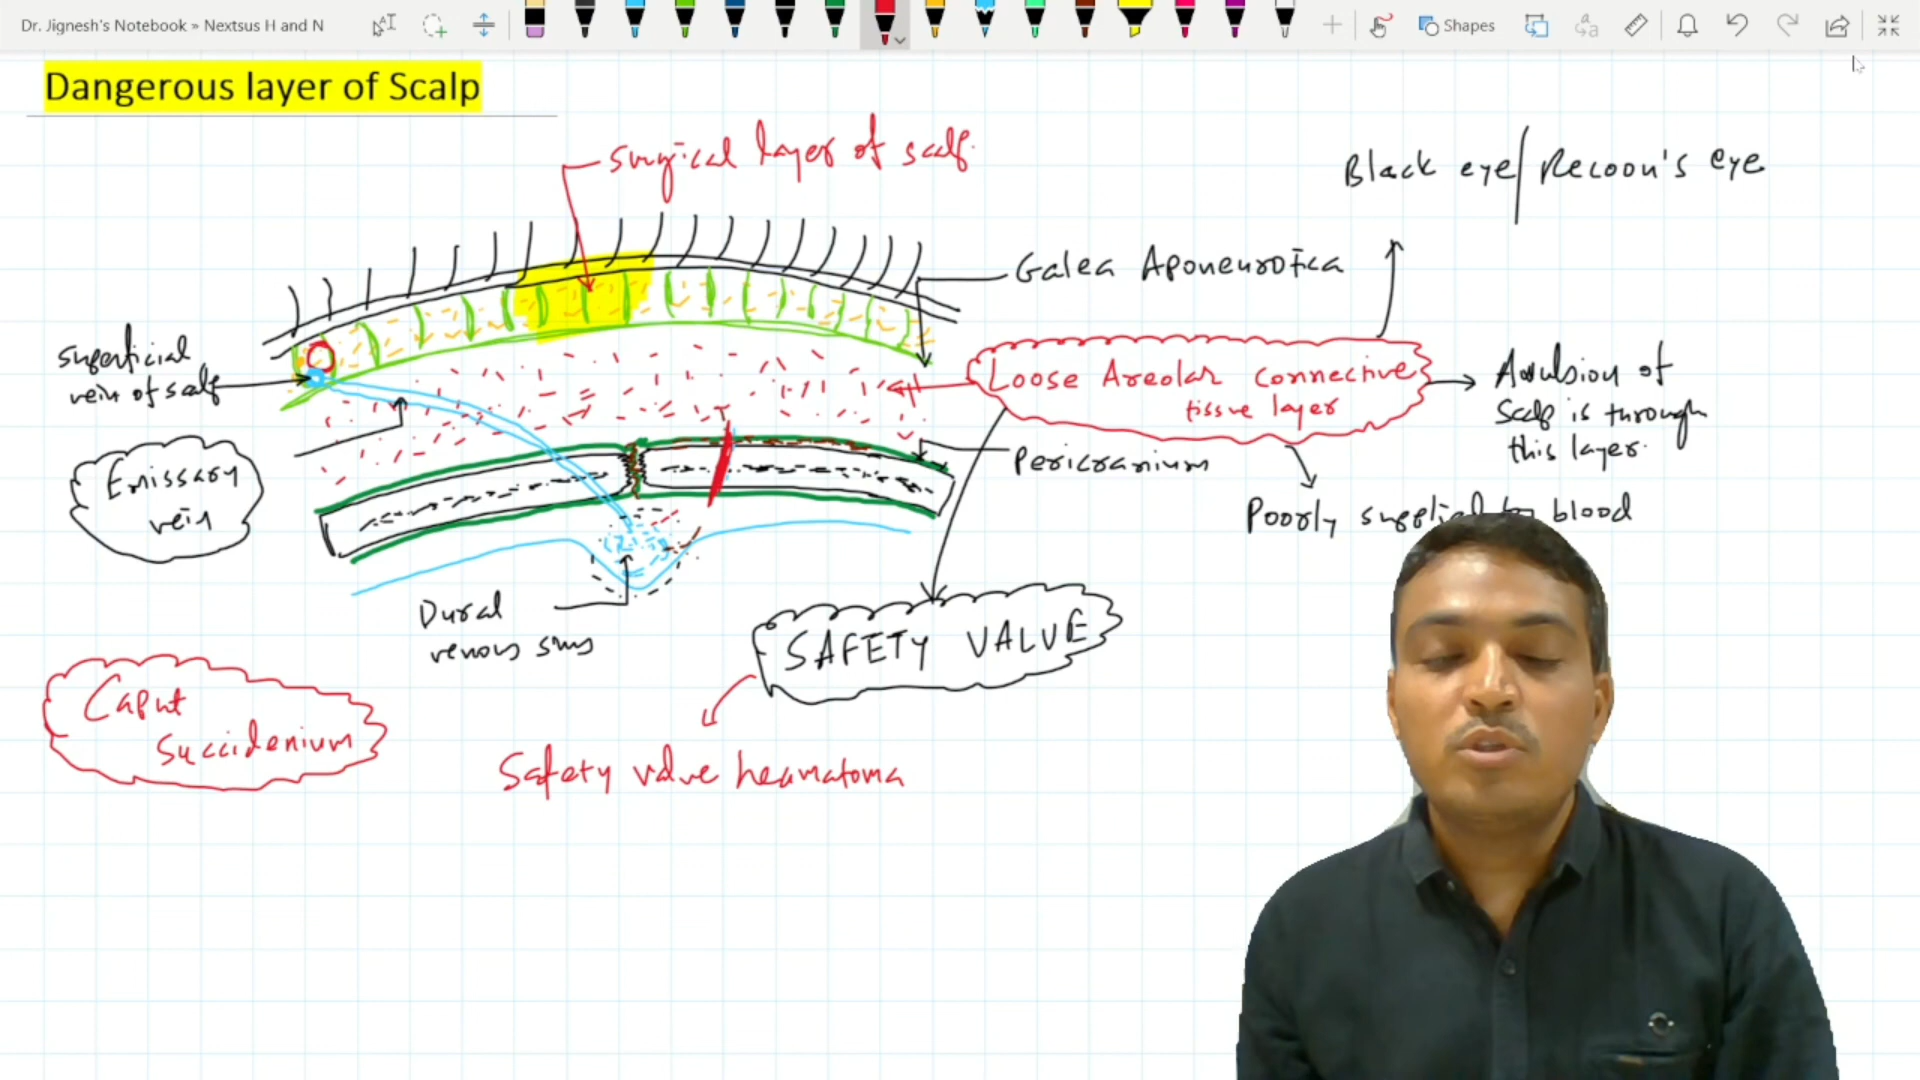 Dr. Jignesh's Notebook » Nextsus H and N
Shapes
Dangerous layer of Scalp
Surgical layer of scalp.
Black eye/Recoon's eye
Galea Aponeurotica
superficial
vein of scalp
Loose Areolar connective
tissue layer
Avulsion of
Scalp is through
this layer.
Pericranium
Emissary
vein
Poorly supplied by blood
Dural
venous sinus
SAFETY VALVE
Caput
Succidenium
Safety valve heamatoma